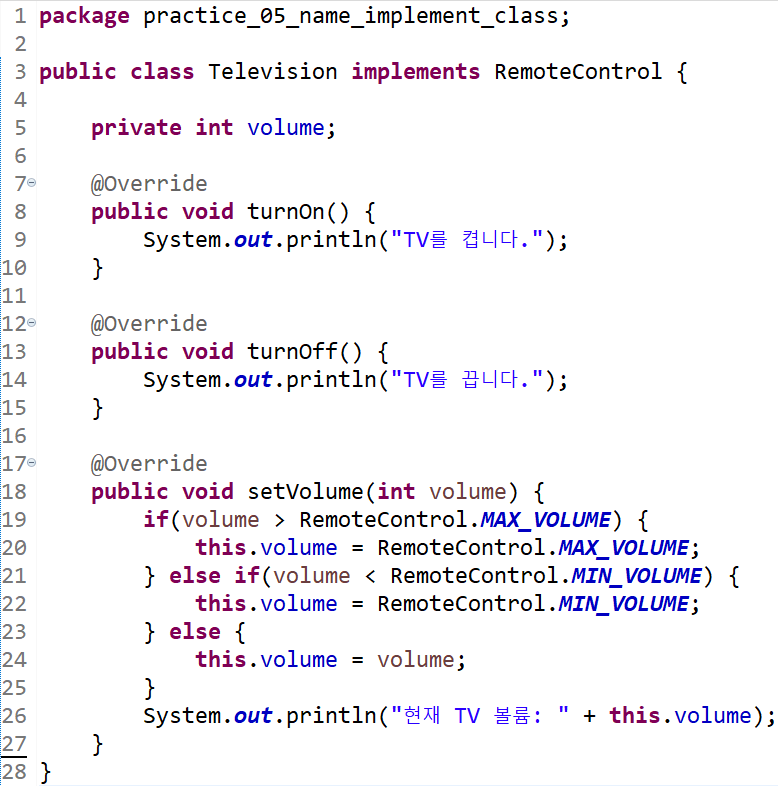 1 package practice_05_name_implement_class;
2
3 public class Television implements RemoteControl {
4
5     private int volume;
6
7     @Override
8     public void turnOn() {
9         System.out.println("TV를 켭니다.");
10     }
11
12     @Override
13     public void turnOff() {
14         System.out.println("TV를 끕니다.");
15     }
16
17     @Override
18     public void setVolume(int volume) {
19         if(volume > RemoteControl.MAX_VOLUME) {
20             this.volume = RemoteControl.MAX_VOLUME;
21         } else if(volume < RemoteControl.MIN_VOLUME) {
22             this.volume = RemoteControl.MIN_VOLUME;
23         } else {
24             this.volume = volume;
25         }
26         System.out.println("현재 TV 볼륨: " + this.volume);
27     }
28 }